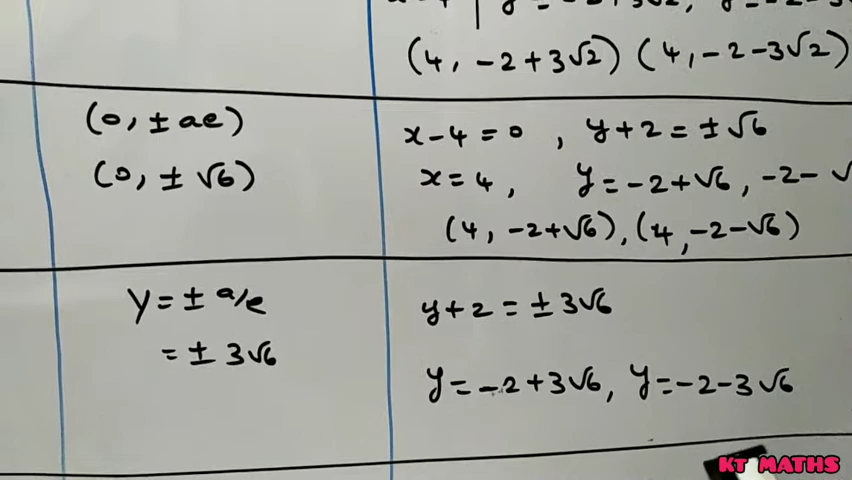 (4, -2+3√2) (4, -2-3√2)
(0, ± ae)
(0, ± √6)
x-4=0 , y+2 = ±√6
x=4 , y=-2+√6 , -2-√
(4, -2+√6), (4, -2-√6)
y = ± a/e
= ± 3√6
y+2 = ± 3√6
y=-2+3√6, y=-2-3√6
KT MATHS